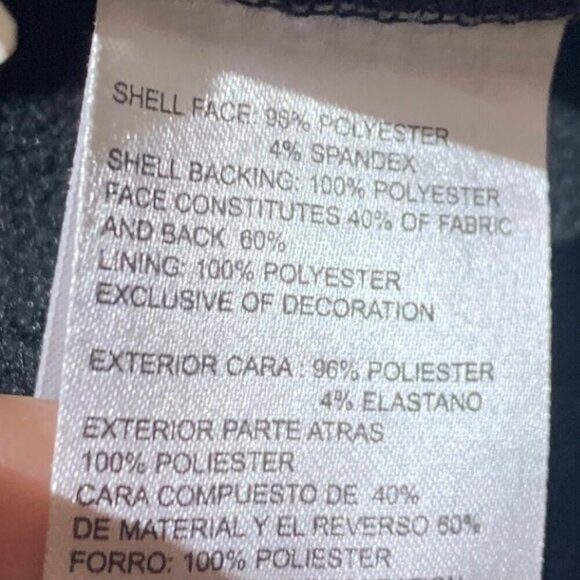 SHELL FACE: 96% POLYESTER
4% SPANDEX
SHELL BACKING: 100% POLYESTER
FACE CONSTITUTES 40% OF FABRIC
AND BACK 60%
LINING: 100% POLYESTER
EXCLUSIVE OF DECORATION
EXTERIOR CARA : 96% POLIESTER
4% ELASTANO
EXTERIOR PARTE ATRAS
100% POLIESTER
CARA COMPUESTO DE 40%
DE MATERIAL Y EL REVERSO 60%
FORRO: 100% POLIESTER